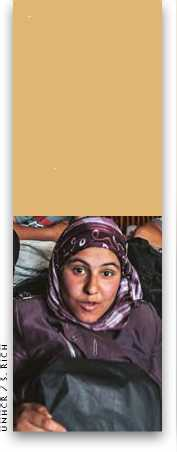 UNHCR / S. RICH